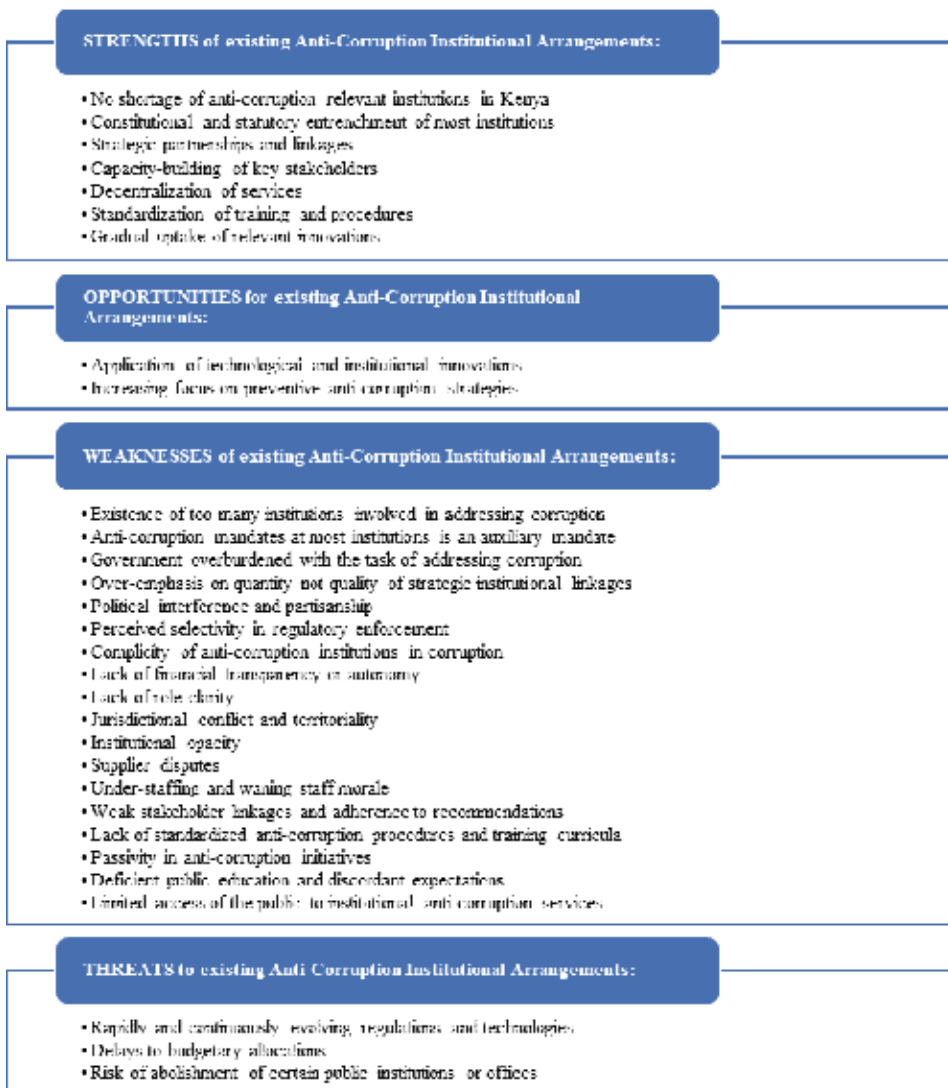 STRENGTHS of existing Anti-Corruption Institutional Arrangements:
• No shortage of anti-corruption relevant institutions in Kenya
• Constitutional and statutory entrenchment of most institutions
• Strategic partnerships and linkages
• Capacity-building of key stakeholders
• Decentralization of services
• Standardization of training and procedures
• Gradual uptake of relevant innovations
OPPORTUNITIES for existing Anti-Corruption Institutional
Arrangements:
• Application of technological and institutional innovations
• Increasing focus on preventive anti corruption strategies
WEAKNESSES of existing Anti-Corruption Institutional Arrangements:
• Existence of too many institutions involved in addressing corruption
• Anti-corruption mandates at most institutions is an auxiliary mandate
• Government overburdened with the task of addressing corruption
• Over-emphasis on quantity not quality of strategic institutional linkages
• Political interference and partisanship
• Perceived selectivity in regulatory enforcement
• Complicity of anti-corruption institutions in corruption
• Lack of financial transparency or autonomy
• Lack of role clarity
• Jurisdictional conflict and territoriality
• Institutional opacity
• Supplier disputes
• Under-staffing and waning staff morale
• Weak stakeholder linkages and adherence to recommendations
• Lack of standardized anti-corruption procedures and training curricula
• Passivity in anti-corruption initiatives
• Deficient public education and discordant expectations
• Limited access of the public to institutional anti corruption services
THREATS to existing Anti Corruption Institutional Arrangements:
• Rapidly and continuously evolving regulations and technologies
• Delays to budgetary allocations
• Risk of abolishment of certain public institutions or offices